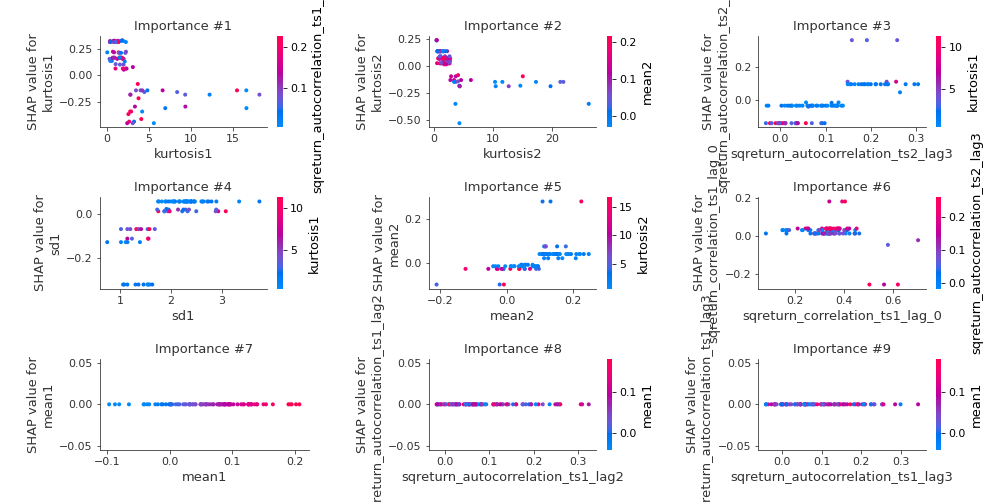 Importance #1
SHAP value for
kurtosis1
0.25
0.00
−0.25
0
5
10
15
kurtosis1
0.2
0.1
sqreturn_autocorrelation_ts1_
Importance #2
SHAP value for
kurtosis2
0.25
0.00
−0.25
−0.50
0
10
20
kurtosis2
0.2
0.1
0.0
mean2
Importance #3
SHAP value for
sqreturn_autocorrelation_ts2_
0.2
0.0
0.0
0.1
0.2
0.3
sqreturn_autocorrelation_ts2_lag3
10
5
kurtosis1
Importance #4
SHAP value for
sd1
0.0
−0.2
1
2
3
sd1
10
5
kurtosis1
Importance #5
SHAP value for
mean2
0.2
0.0
−0.2
0.0
0.2
mean2
15
10
5
kurtosis2
Importance #6
SHAP value for
sqreturn_correlation_ts1_lag_0
0.2
0.0
−0.2
0.2
0.4
0.6
sqreturn_correlation_ts1_lag_0
0.2
0.1
0.0
sqreturn_autocorrelation_ts2_lag3
Importance #7
SHAP value for
mean1
0.05
0.00
−0.05
−0.1
0.0
0.1
0.2
mean1
Importance #8
SHAP value for
sqreturn_autocorrelation_ts1_lag2
0.05
0.00
−0.05
0.0
0.1
0.2
0.3
sqreturn_autocorrelation_ts1_lag2
0.1
0.0
mean1
Importance #9
SHAP value for
sqreturn_autocorrelation_ts1_lag3
0.05
0.00
−0.05
0.0
0.1
0.2
0.3
sqreturn_autocorrelation_ts1_lag3
0.1
0.0
mean1